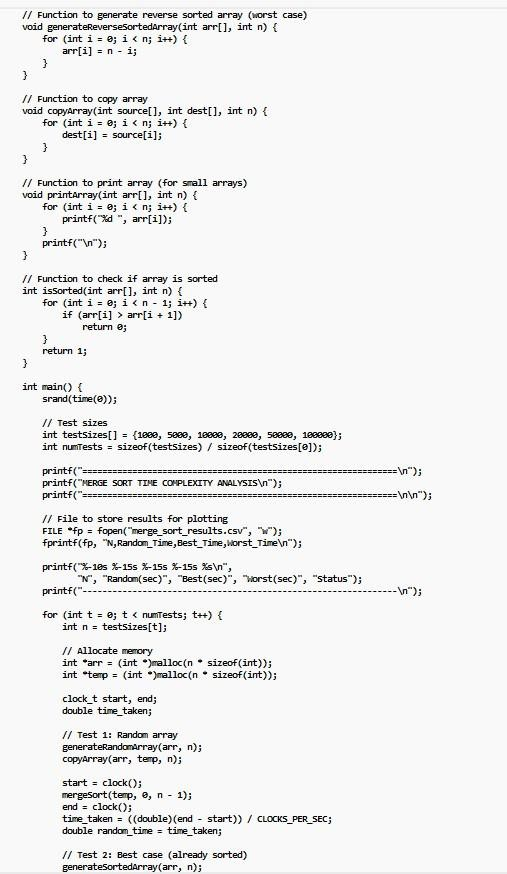 // Function to generate reverse sorted array (worst case)
void generateReverseSortedArray(int arr[], int n) {
    for (int i = 0; i < n; i++) {
        arr[i] = n - i;
    }
}

// Function to copy array
void copyArray(int source[], int dest[], int n) {
    for (int i = 0; i < n; i++) {
        dest[i] = source[i];
    }
}

// Function to print array (for small arrays)
void printArray(int arr[], int n) {
    for (int i = 0; i < n; i++) {
        printf("%d ", arr[i]);
    }
    printf("\n");
}

// Function to check if array is sorted
int isSorted(int arr[], int n) {
    for (int i = 0; i < n - 1; i++) {
        if (arr[i] > arr[i + 1])
            return 0;
    }
    return 1;
}

int main() {
    srand(time(0));

    // Test sizes
    int testSizes[] = {1000, 5000, 10000, 20000, 50000, 100000};
    int numTests = sizeof(testSizes) / sizeof(testSizes[0]);

    printf("===============================================================\n");
    printf("MERGE SORT TIME COMPLEXITY ANALYSIS\n");
    printf("===============================================================\n\n");

    // File to store results for plotting
    FILE *fp = fopen("merge_sort_results.csv", "w");
    fprintf(fp, "N,Random_Time,Best_Time,Worst_Time\n");

    printf("%-10s %-15s %-15s %-15s %s\n",
           "N", "Random(sec)", "Best(sec)", "Worst(sec)", "Status");
    printf("---------------------------------------------------------------\n");

    for (int t = 0; t < numTests; t++) {
        int n = testSizes[t];

        // Allocate memory
        int *arr = (int *)malloc(n * sizeof(int));
        int *temp = (int *)malloc(n * sizeof(int));

        clock_t start, end;
        double time_taken;

        // Test 1: Random array
        generateRandomArray(arr, n);
        copyArray(arr, temp, n);

        start = clock();
        mergeSort(temp, 0, n - 1);
        end = clock();
        time_taken = ((double)(end - start)) / CLOCKS_PER_SEC;
        double random_time = time_taken;

        // Test 2: Best case (already sorted)
        generateSortedArray(arr, n);